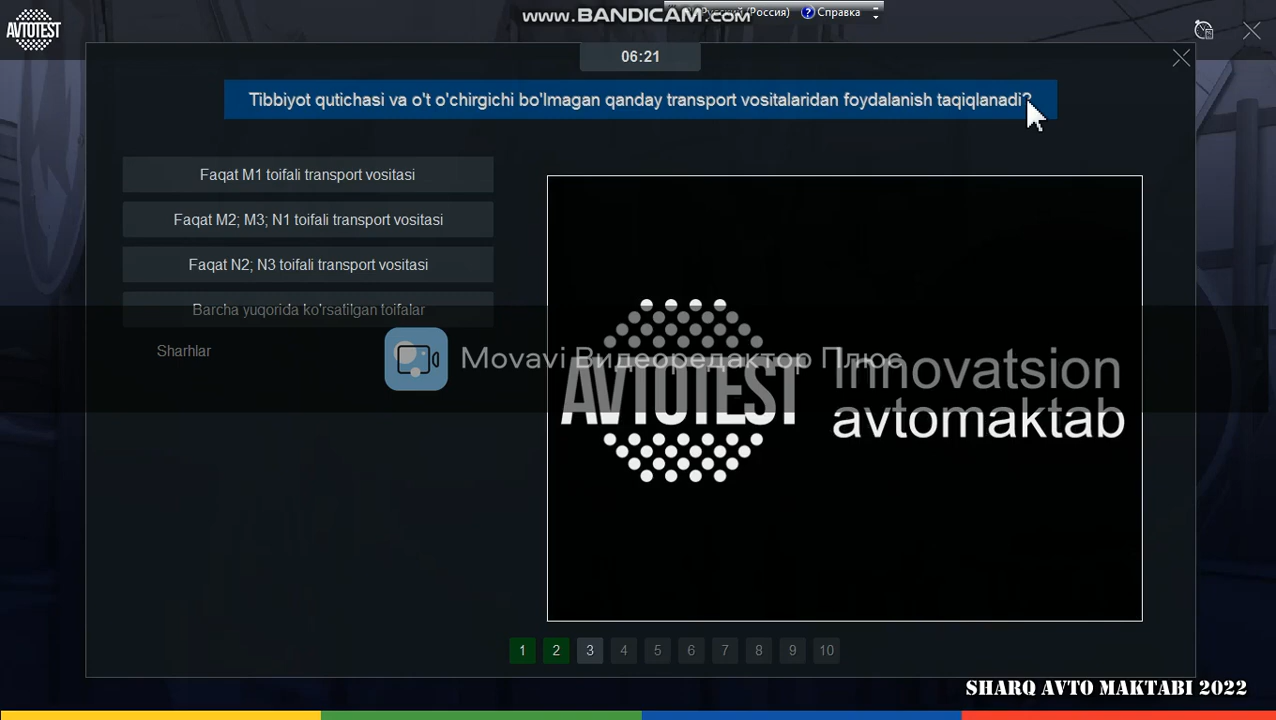 AVTOTEST
www.BANDICAM.com
(Россия)
Справка
06:21
Tibbiyot qutichasi va o't o'chirgichi bo'lmagan qanday transport vositalaridan foydalanish taqiqlanadi?
Faqat M1 toifali transport vositasi
Faqat M2; M3; N1 toifali transport vositasi
Faqat N2; N3 toifali transport vositasi
Barcha yuqorida ko'rsatilgan toifalar
Sharhlar
Movavi Видеоредактор Плюс
AVTOTEST
Innovatsion
avtomaktab
1 2 3 4 5 6 7 8 9 10
SHARQ AVTO MAKTABI 2022